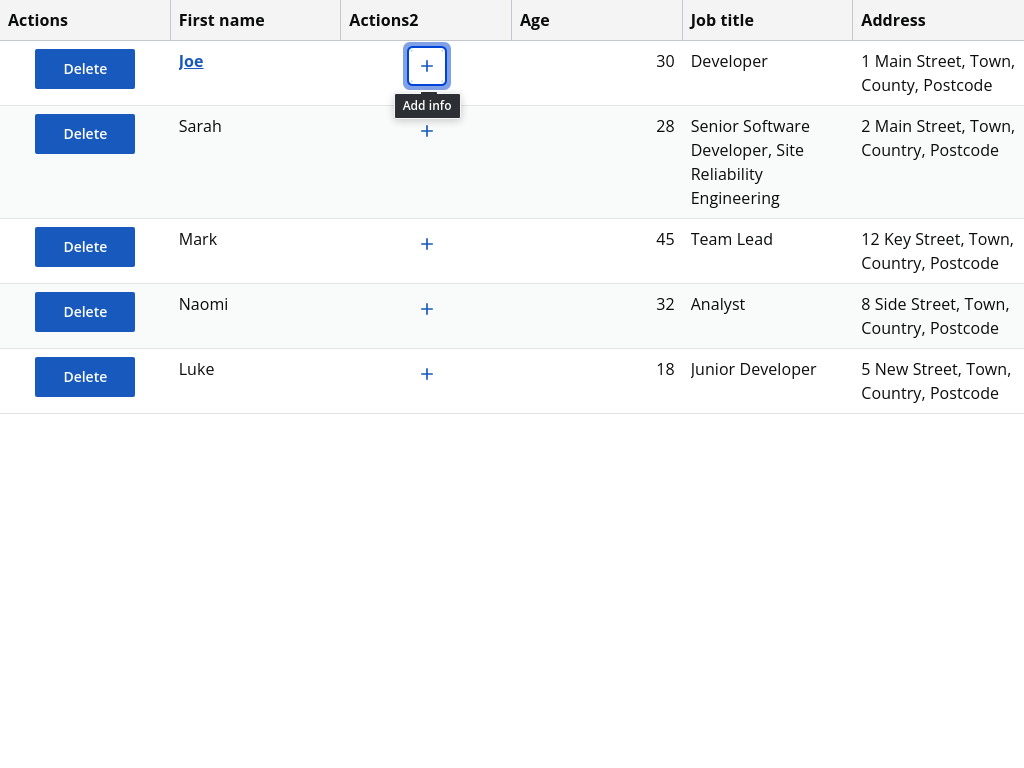 Actions First name Actions2 Age Job title Address
Delete Joe + 30 Developer 1 Main Street, Town,
County, Postcode
Add info
Delete Sarah + 28 Senior Software 2 Main Street, Town,
Developer, Site Country, Postcode
Reliability
Engineering
Delete Mark + 45 Team Lead 12 Key Street, Town,
Country, Postcode
Delete Naomi + 32 Analyst 8 Side Street, Town,
Country, Postcode
Delete Luke + 18 Junior Developer 5 New Street, Town,
Country, Postcode